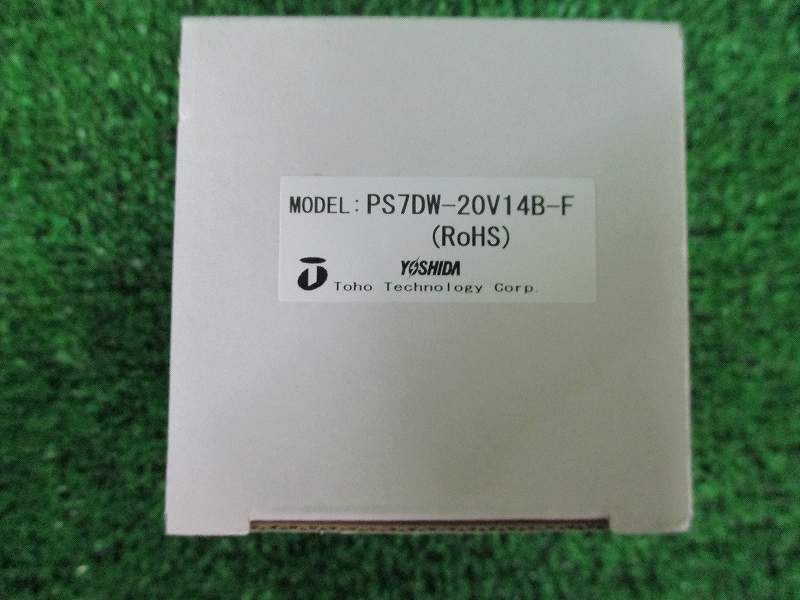 MODEL: PS7DW-20V14B-F
(RoHS)
YOSHIDA
Toho Technology Corp.